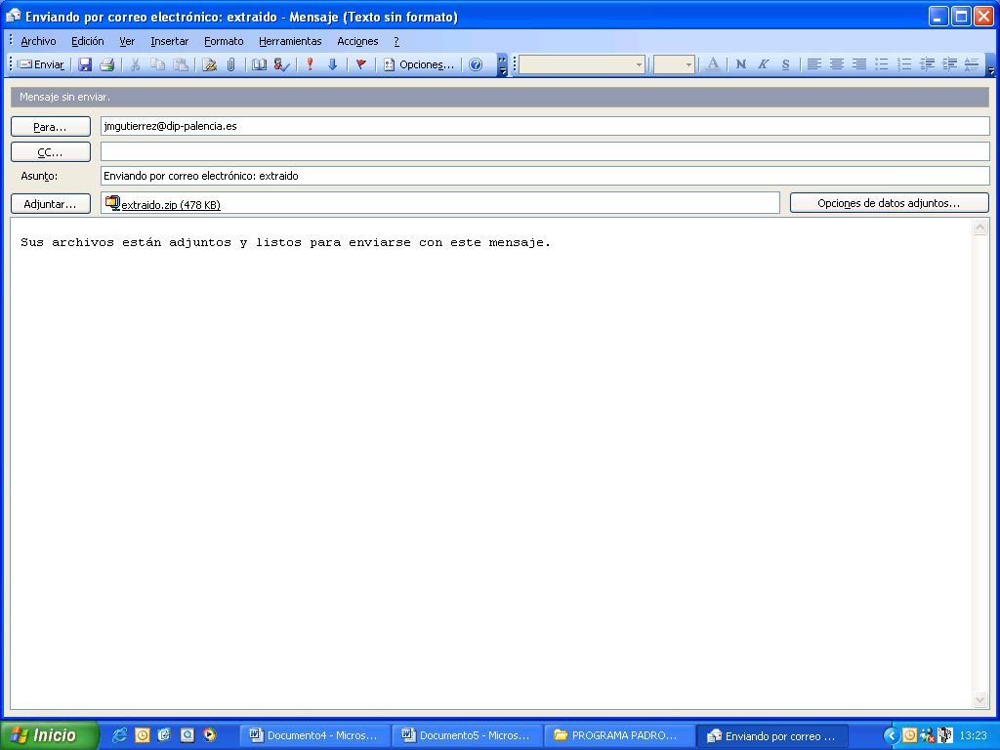 Enviando por correo electrónico: extraido - Mensaje (Texto sin formato)
Archivo Edición Ver Insertar Formato Herramientas Acciones ?
Enviar Opciones... A N K S
Mensaje sin enviar.
Para... jmgutierrez@dip-palencia.es
CC...
Asunto: Enviando por correo electrónico: extraido
Adjuntar... extraido.zip (478 KB) Opciones de datos adjuntos...
Sus archivos están adjuntos y listos para enviarse con este mensaje.
Inicio Documento4 - Micros... Documento5 - Micros... PROGRAMA PADRO... Enviando por correo ... 13:23